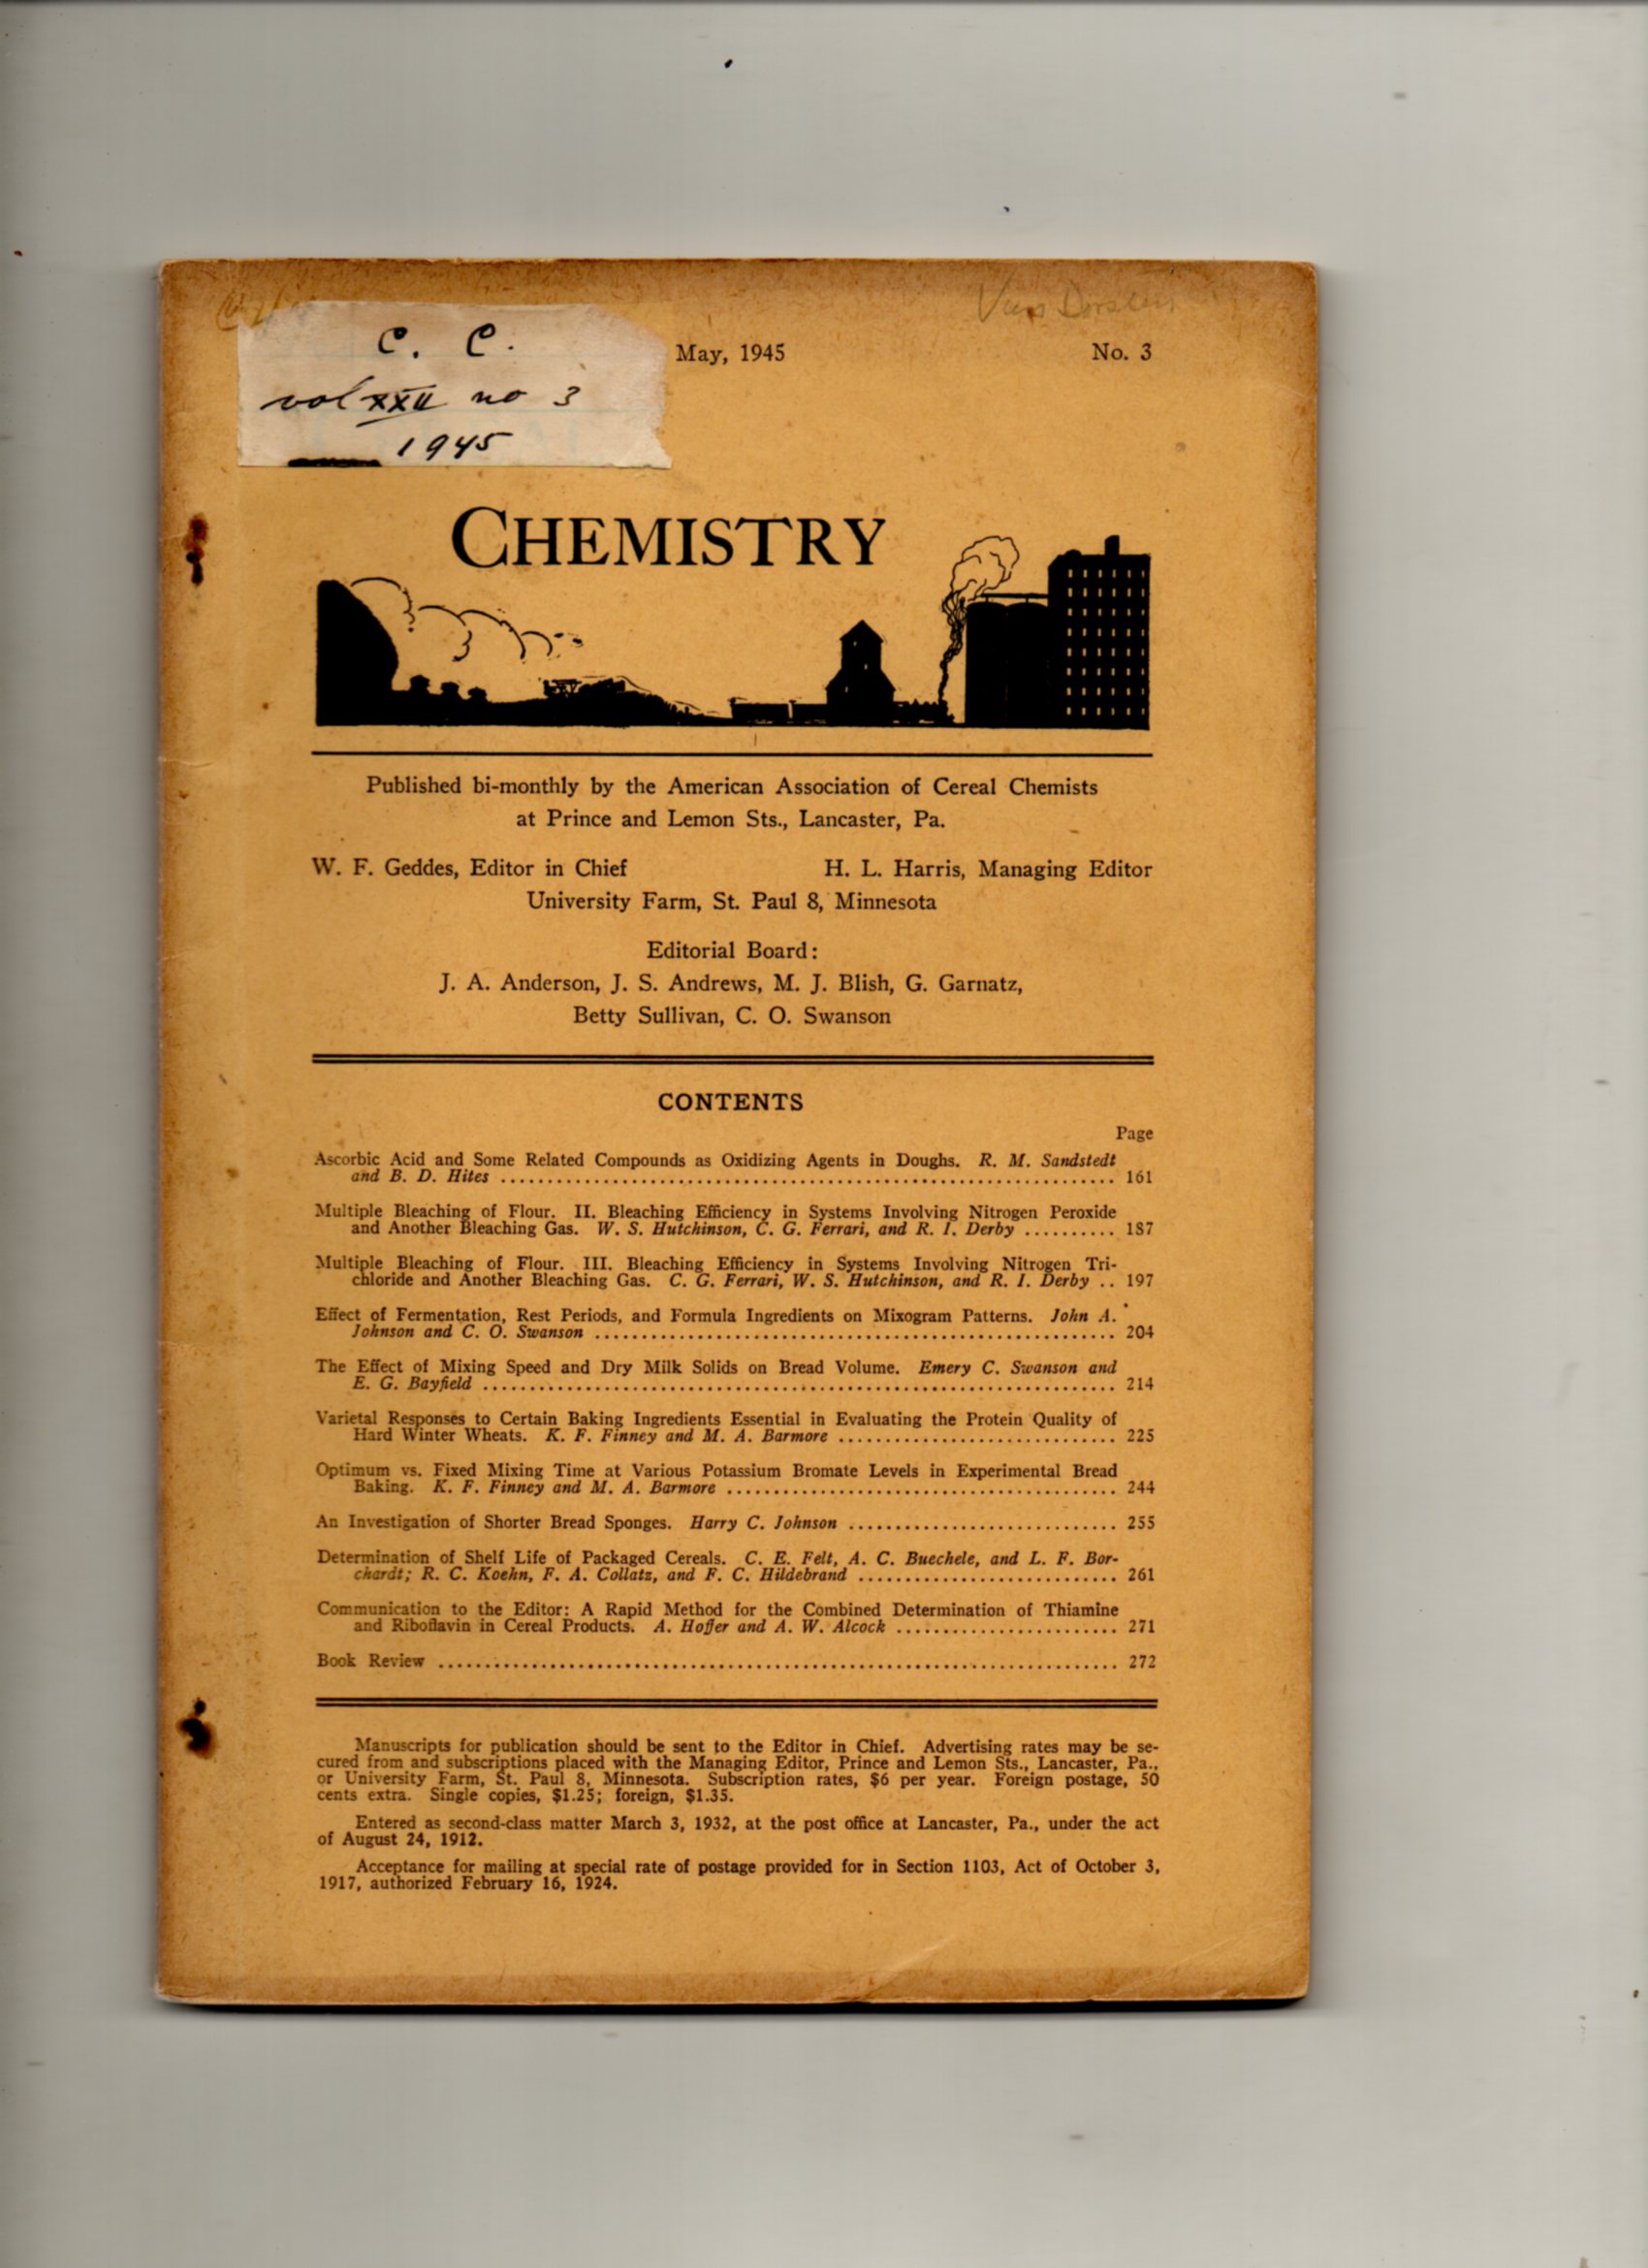 Van Dorsten
C. C.
May, 1945 No. 3
vol XXII no 3
1945
CHEMISTRY
Published bi-monthly by the American Association of Cereal Chemists
at Prince and Lemon Sts., Lancaster, Pa.
W. F. Geddes, Editor in Chief H. L. Harris, Managing Editor
University Farm, St. Paul 8, Minnesota
Editorial Board:
J. A. Anderson, J. S. Andrews, M. J. Blish, G. Garnatz,
Betty Sullivan, C. O. Swanson
CONTENTS
Page
Ascorbic Acid and Some Related Compounds as Oxidizing Agents in Doughs. R. M. Sandstedt
and B. D. Hites ........ 161
Multiple Bleaching of Flour. II. Bleaching Efficiency in Systems Involving Nitrogen Peroxide
and Another Bleaching Gas. W. S. Hutchinson, C. G. Ferrari, and R. I. Derby .......... 187
Multiple Bleaching of Flour. III. Bleaching Efficiency in Systems Involving Nitrogen Tri-
chloride and Another Bleaching Gas. C. G. Ferrari, W. S. Hutchinson, and R. I. Derby .. 197
Effect of Fermentation, Rest Periods, and Formula Ingredients on Mixogram Patterns. John A.
Johnson and C. O. Swanson ........ 204
The Effect of Mixing Speed and Dry Milk Solids on Bread Volume. Emery C. Swanson and
E. G. Bayfield ........ 214
Varietal Responses to Certain Baking Ingredients Essential in Evaluating the Protein Quality of
Hard Winter Wheats. K. F. Finney and M. A. Barmore ........ 225
Optimum vs. Fixed Mixing Time at Various Potassium Bromate Levels in Experimental Bread
Baking. K. F. Finney and M. A. Barmore ........ 244
An Investigation of Shorter Bread Sponges. Harry C. Johnson ........ 255
Determination of Shelf Life of Packaged Cereals. C. E. Felt, A. C. Buechele, and L. F. Bor-
chardt; R. C. Koehn, F. A. Collatz, and F. C. Hildebrand ........ 261
Communication to the Editor: A Rapid Method for the Combined Determination of Thiamine
and Riboflavin in Cereal Products. A. Hoffer and A. W. Alcock ........ 271
Book Review ........ 272
Manuscripts for publication should be sent to the Editor in Chief. Advertising rates may be se-
cured from and subscriptions placed with the Managing Editor, Prince and Lemon Sts., Lancaster, Pa.,
or University Farm, St. Paul 8, Minnesota. Subscription rates, $6 per year. Foreign postage, 50
cents extra. Single copies, $1.25; foreign, $1.35.
Entered as second-class matter March 3, 1932, at the post office at Lancaster, Pa., under the act
of August 24, 1912.
Acceptance for mailing at special rate of postage provided for in Section 1103, Act of October 3,
1917, authorized February 16, 1924.